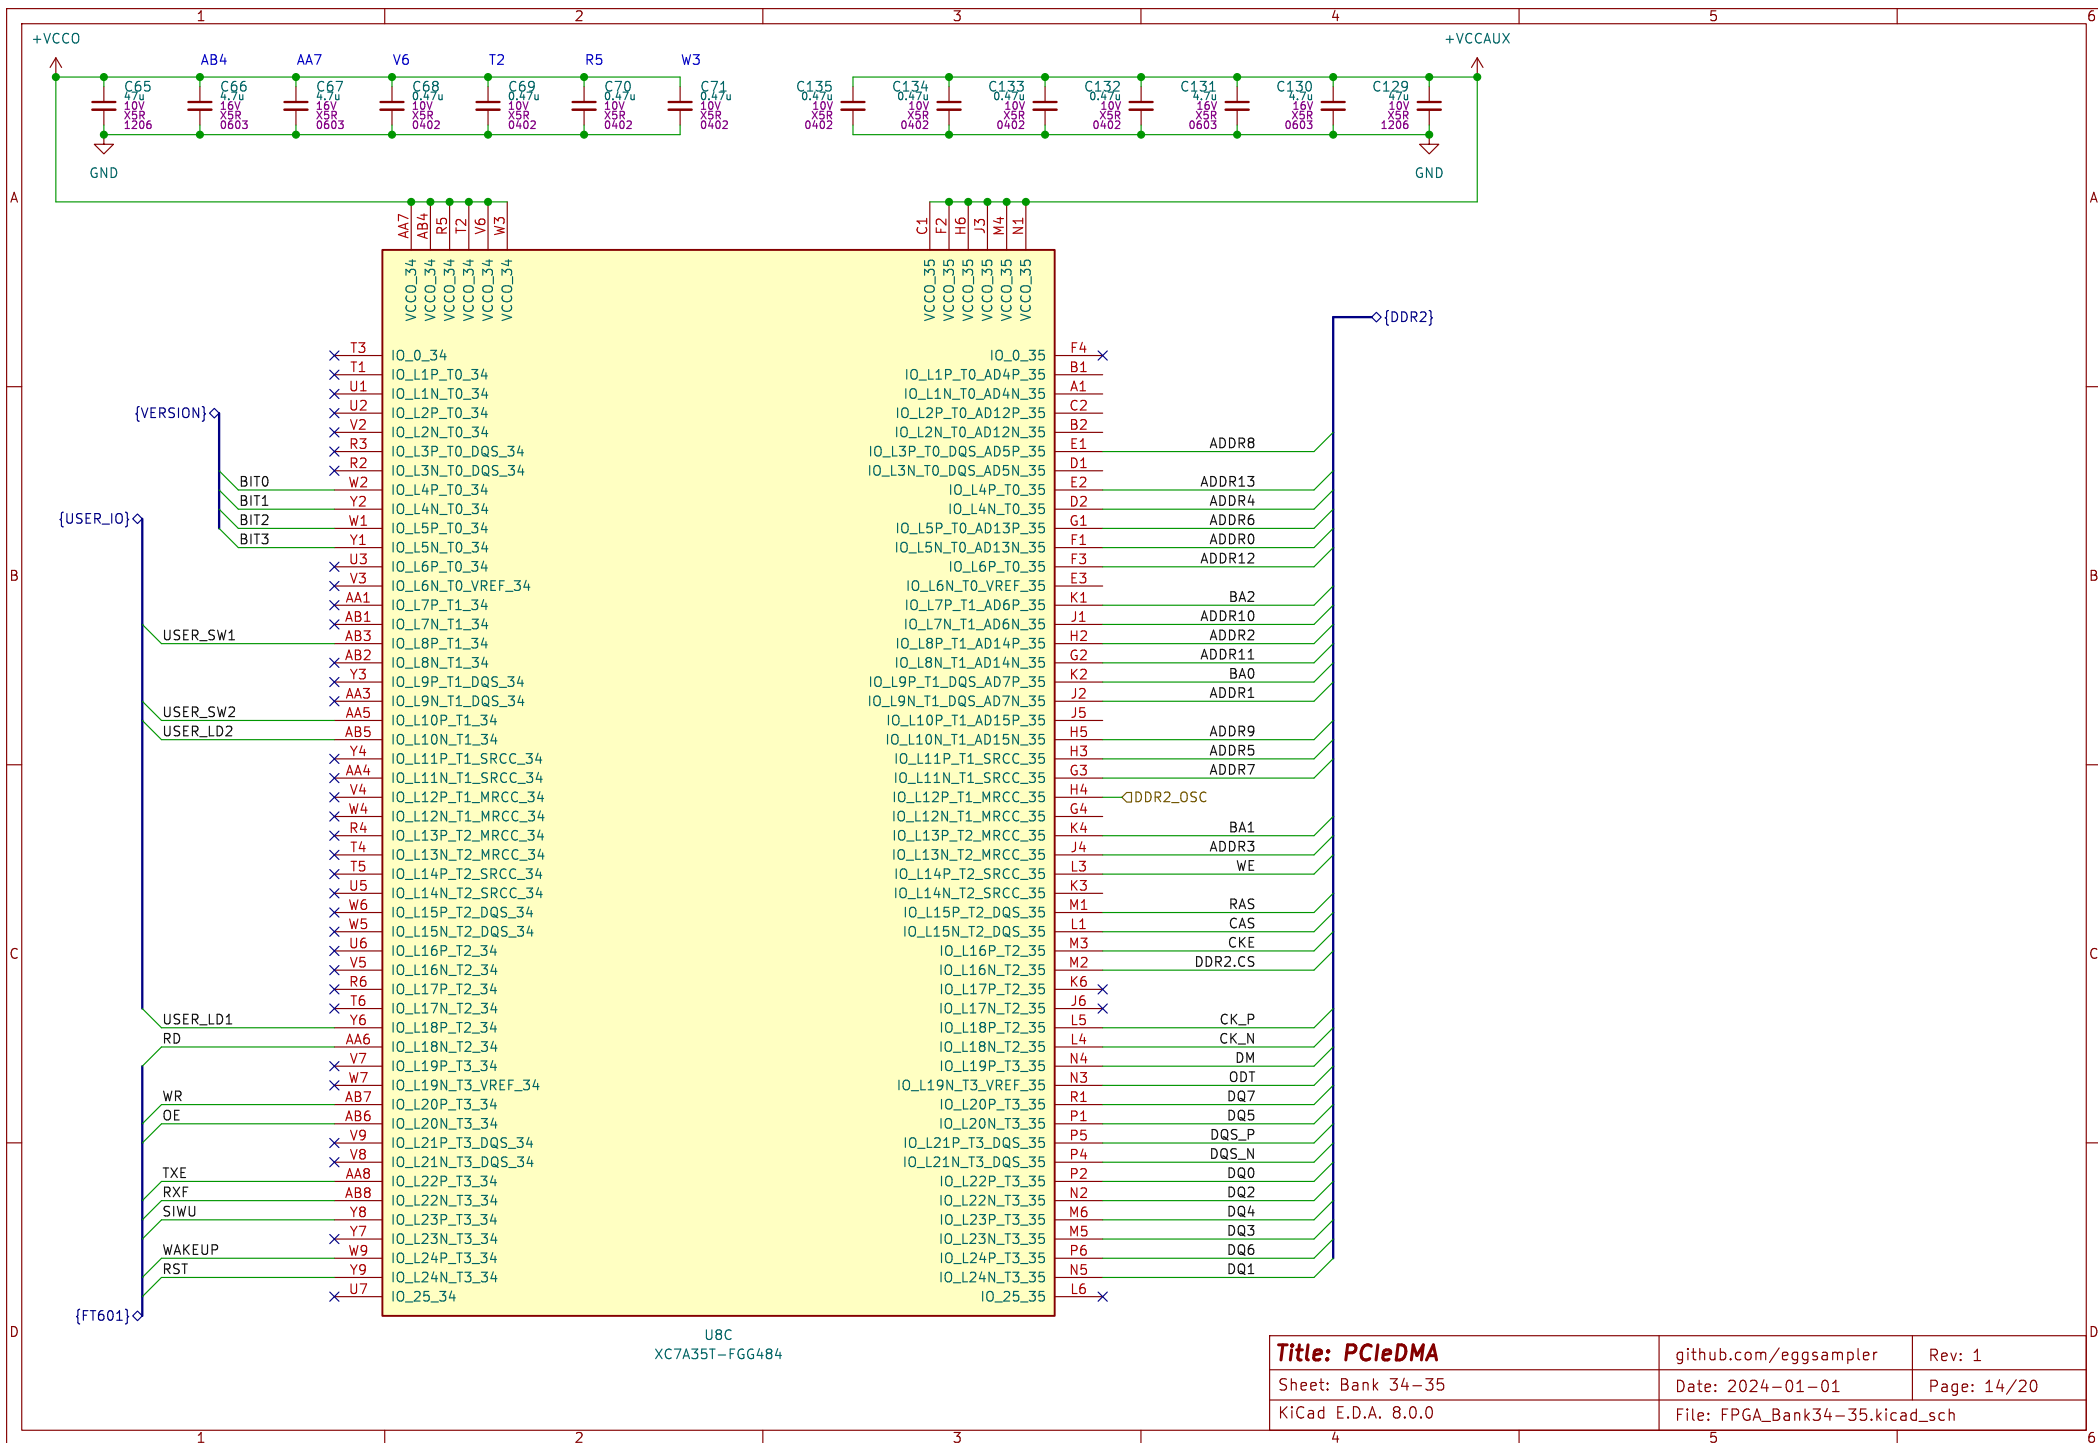 1 2 3 4 5 6
+VCCO
+VCCAUX
AB4 AA7 V6 T2 R5 W3
C65
47u
10V
X5R
1206
C66
4.7u
16V
X5R
0603
C67
4.7u
16V
X5R
0603
C68
0.47u
10V
X5R
0402
C69
0.47u
10V
X5R
0402
C70
0.47u
10V
X5R
0402
C71
0.47u
10V
X5R
0402
C135
0.47u
10V
X5R
0402
C134
0.47u
10V
X5R
0402
C133
0.47u
10V
X5R
0402
C132
0.47u
10V
X5R
0402
C131
4.7u
16V
X5R
0603
C130
4.7u
16V
X5R
0603
C129
47u
10V
X5R
1206
GND
GND
A
A
AA7 AB4 R5 T2 V6 W3
C1 F2 H6 J3 M4 N1
VCCO_34 VCCO_34 VCCO_34 VCCO_34 VCCO_34 VCCO_34
VCCO_35 VCCO_35 VCCO_35 VCCO_35 VCCO_35 VCCO_35
{DDR2}
{VERSION}
{USER_IO}
{FT601}
T3 IO_0_34 IO_0_35 F4
T1 IO_L1P_T0_34 IO_L1P_T0_AD4P_35 B1
U1 IO_L1N_T0_34 IO_L1N_T0_AD4N_35 A1
U2 IO_L2P_T0_34 IO_L2P_T0_AD12P_35 C2
V2 IO_L2N_T0_34 IO_L2N_T0_AD12N_35 B2
R3 IO_L3P_T0_DQS_34 IO_L3P_T0_DQS_AD5P_35 E1 ADDR8
R2 IO_L3N_T0_DQS_34 IO_L3N_T0_DQS_AD5N_35 D1
BIT0 W2 IO_L4P_T0_34 IO_L4P_T0_35 E2 ADDR13
BIT1 Y2 IO_L4N_T0_34 IO_L4N_T0_35 D2 ADDR4
BIT2 W1 IO_L5P_T0_34 IO_L5P_T0_AD13P_35 G1 ADDR6
BIT3 Y1 IO_L5N_T0_34 IO_L5N_T0_AD13N_35 F1 ADDR0
U3 IO_L6P_T0_34 IO_L6P_T0_35 F3 ADDR12
B
B
V3 IO_L6N_T0_VREF_34 IO_L6N_T0_VREF_35 E3
AA1 IO_L7P_T1_34 IO_L7P_T1_AD6P_35 K1 BA2
AB1 IO_L7N_T1_34 IO_L7N_T1_AD6N_35 J1 ADDR10
USER_SW1 AB3 IO_L8P_T1_34 IO_L8P_T1_AD14P_35 H2 ADDR2
AB2 IO_L8N_T1_34 IO_L8N_T1_AD14N_35 G2 ADDR11
Y3 IO_L9P_T1_DQS_34 IO_L9P_T1_DQS_AD7P_35 K2 BA0
AA3 IO_L9N_T1_DQS_34 IO_L9N_T1_DQS_AD7N_35 J2 ADDR1
USER_SW2 AA5 IO_L10P_T1_34 IO_L10P_T1_AD15P_35 J5
USER_LD2 AB5 IO_L10N_T1_34 IO_L10N_T1_AD15N_35 H5 ADDR9
Y4 IO_L11P_T1_SRCC_34 IO_L11P_T1_SRCC_35 H3 ADDR5
AA4 IO_L11N_T1_SRCC_34 IO_L11N_T1_SRCC_35 G3 ADDR7
V4 IO_L12P_T1_MRCC_34 IO_L12P_T1_MRCC_35 H4 DDR2_OSC
W4 IO_L12N_T1_MRCC_34 IO_L12N_T1_MRCC_35 G4
R4 IO_L13P_T2_MRCC_34 IO_L13P_T2_MRCC_35 K4 BA1
T4 IO_L13N_T2_MRCC_34 IO_L13N_T2_MRCC_35 J4 ADDR3
T5 IO_L14P_T2_SRCC_34 IO_L14P_T2_SRCC_35 L3 WE
U5 IO_L14N_T2_SRCC_34 IO_L14N_T2_SRCC_35 K3
W6 IO_L15P_T2_DQS_34 IO_L15P_T2_DQS_35 M1 RAS
W5 IO_L15N_T2_DQS_34 IO_L15N_T2_DQS_35 L1 CAS
U6 IO_L16P_T2_34 IO_L16P_T2_35 M3 CKE
C
C
V5 IO_L16N_T2_34 IO_L16N_T2_35 M2 DDR2.CS
R6 IO_L17P_T2_34 IO_L17P_T2_35 K6
T6 IO_L17N_T2_34 IO_L17N_T2_35 J6
USER_LD1 Y6 IO_L18P_T2_34 IO_L18P_T2_35 L5 CK_P
RD AA6 IO_L18N_T2_34 IO_L18N_T2_35 L4 CK_N
V7 IO_L19P_T3_34 IO_L19P_T3_35 N4 DM
W7 IO_L19N_T3_VREF_34 IO_L19N_T3_VREF_35 N3 ODT
WR AB7 IO_L20P_T3_34 IO_L20P_T3_35 R1 DQ7
OE AB6 IO_L20N_T3_34 IO_L20N_T3_35 P1 DQ5
V9 IO_L21P_T3_DQS_34 IO_L21P_T3_DQS_35 P5 DQS_P
V8 IO_L21N_T3_DQS_34 IO_L21N_T3_DQS_35 P4 DQS_N
TXE AA8 IO_L22P_T3_34 IO_L22P_T3_35 P2 DQ0
RXF AB8 IO_L22N_T3_34 IO_L22N_T3_35 N2 DQ2
SIWU Y8 IO_L23P_T3_34 IO_L23P_T3_35 M6 DQ4
Y7 IO_L23N_T3_34 IO_L23N_T3_35 M5 DQ3
WAKEUP W9 IO_L24P_T3_34 IO_L24P_T3_35 P6 DQ6
RST Y9 IO_L24N_T3_34 IO_L24N_T3_35 N5 DQ1
U7 IO_25_34 IO_25_35 L6
D
D
U8C
XC7A35T-FGG484
Title: PCIeDMA
Sheet: Bank 34-35
KiCad E.D.A. 8.0.0
github.com/eggsampler
Rev: 1
Date: 2024-01-01
Page: 14/20
File: FPGA_Bank34-35.kicad_sch
1 2 3 4 5 6